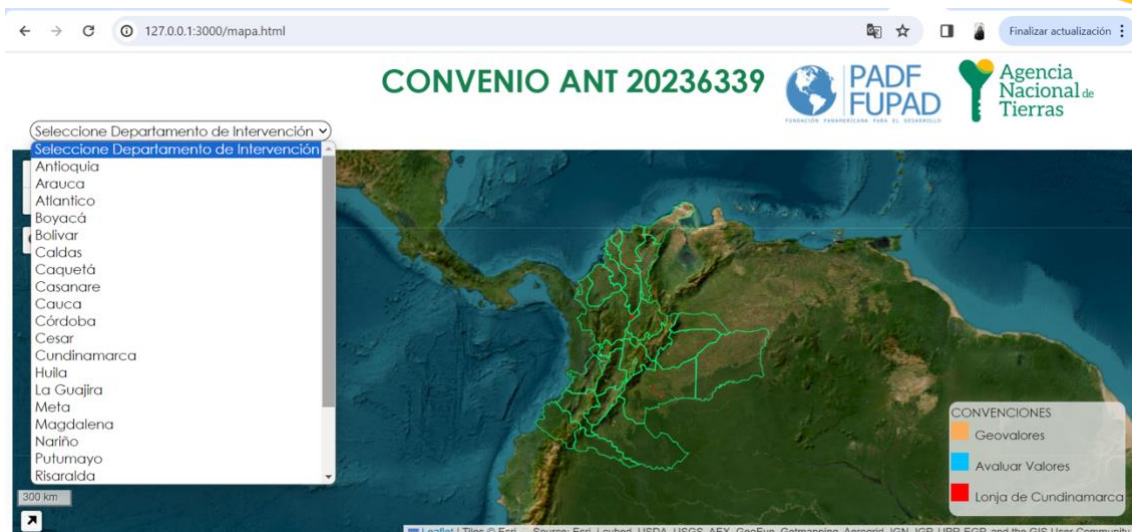 127.0.0.1:3000/mapa.html
Finalizar actualización
CONVENIO ANT 20236339
PADF
FUPAD
FUNDACIÓN PANAMERICANA PARA EL DESARROLLO
Agencia
Nacional de
Tierras
Seleccione Departamento de Intervención
Seleccione Departamento de Intervención
Antioquia
Arauca
Atlantico
Boyacá
Bolivar
Caldas
Caquetá
Casanare
Cauca
Córdoba
Cesar
Cundinamarca
Huila
La Guajira
Meta
Magdalena
Nariño
Putumayo
Risaralda
CONVENCIONES
Geovalores
Avaluar Valores
Lonja de Cundinamarca
300 km
Leaflet | Tiles © Esri — Source: Esri, i-cubed, USDA, USGS, AEX, GeoEye, Getmapping, Aerogrid, IGN, IGP, UPR-EGP, and the GIS User Community